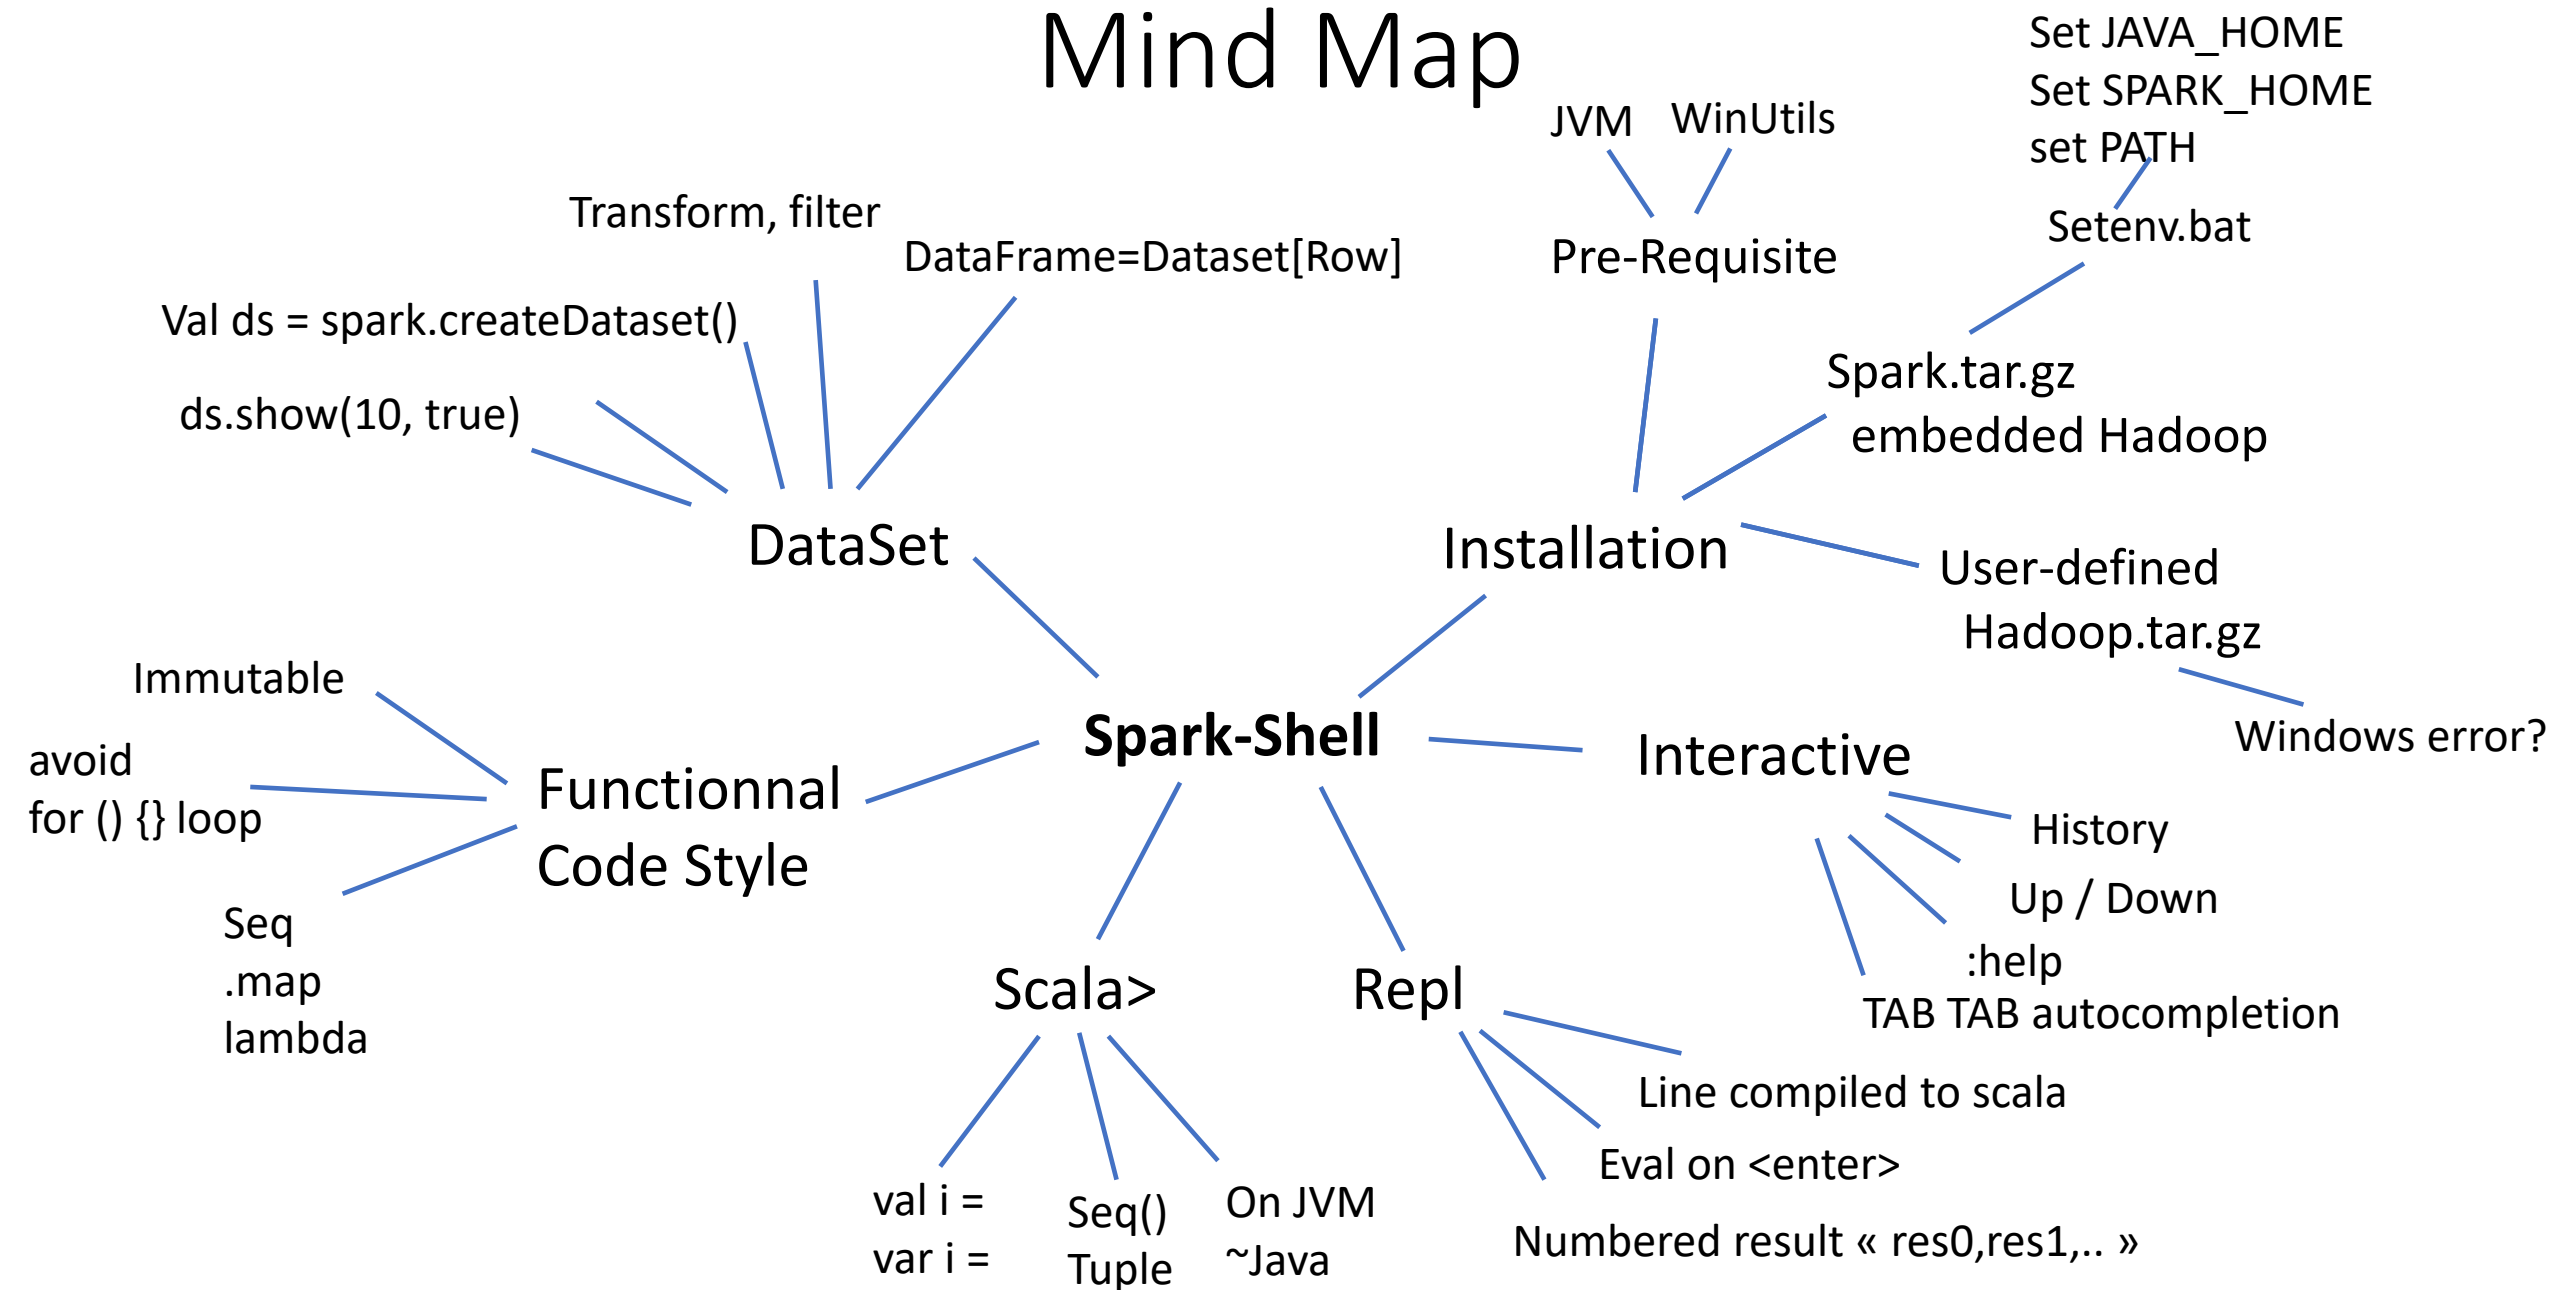 Mind Map
Set JAVA_HOME
Set SPARK_HOME
set PATH
JVM
WinUtils
Setenv.bat
Pre-Requisite
Transform, filter
DataFrame=Dataset[Row]
Val ds = spark.createDataset()
ds.show(10, true)
Spark.tar.gz
embedded Hadoop
DataSet
Installation
User-defined
Hadoop.tar.gz
Windows error?
Immutable
avoid
for () {} loop
Functionnal
Code Style
Seq
.map
lambda
Spark-Shell
Interactive
History
Up / Down
:help
TAB TAB autocompletion
Scala>
Repl
Line compiled to scala
Eval on <enter>
Numbered result « res0,res1,.. »
val i =
var i =
Seq()
Tuple
On JVM
~Java